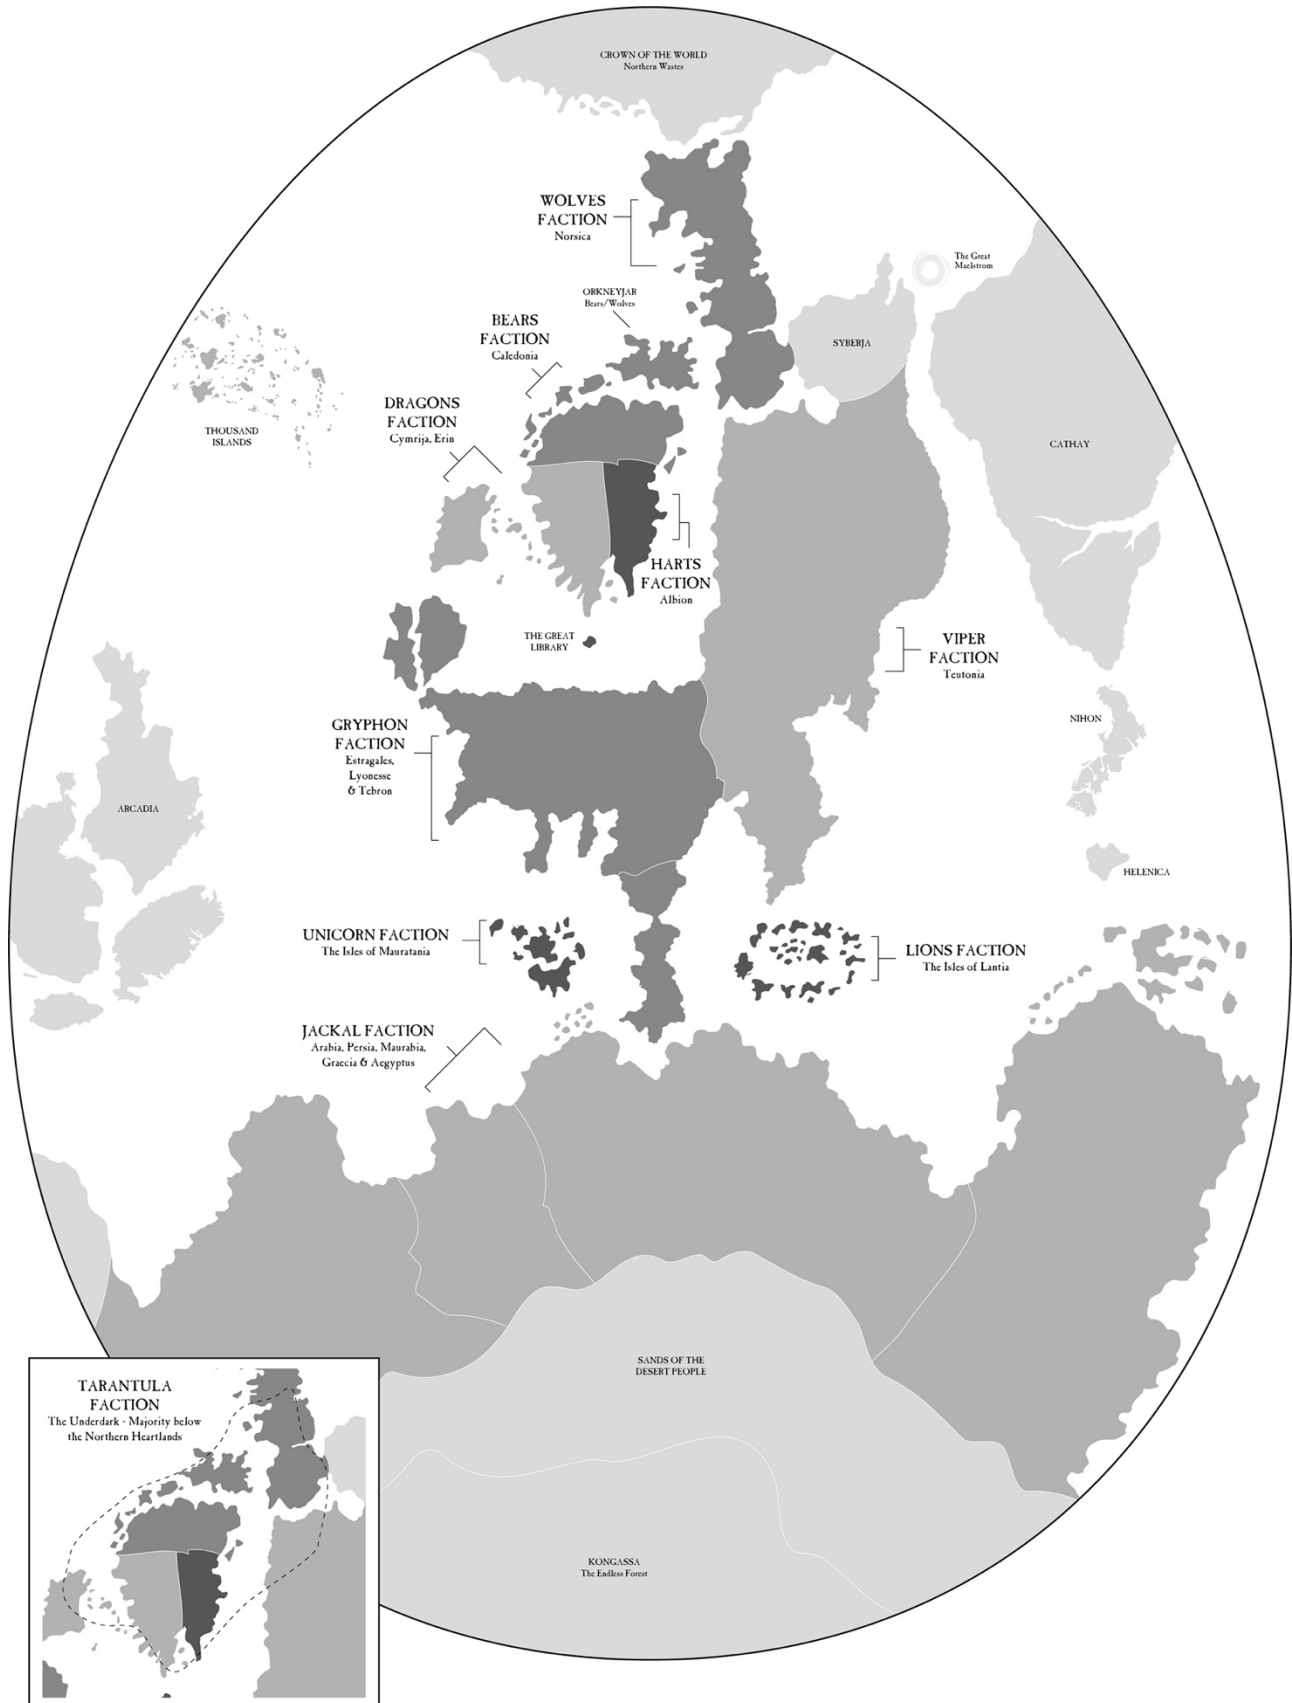 CROWN OF THE WORLD
Northern Wastes
WOLVES
FACTION
Norsica
The Great
Maelstrom
ORKNEYJAR
Bears/Wolves
BEARS
FACTION
Caledonia
SYBERJA
DRAGONS
FACTION
Cymrija, Erin
THOUSAND
ISLANDS
CATHAY
HARTS
FACTION
Albion
THE GREAT
LIBRARY
VIPER
FACTION
Teutonia
NIHON
GRYPHON
FACTION
Estragales,
Lyonesse
& Tebron
ARCADIA
HELENICA
UNICORN FACTION
The Isles of Mauratania
LIONS FACTION
The Isles of Lantia
JACKAL FACTION
Arabia, Persia, Maurabia,
Graecia & Aegyptus
SANDS OF THE
DESERT PEOPLE
TARANTULA
FACTION
The Underdark - Majority below
the Northern Heartlands
KONGASSA
The Endless Forest